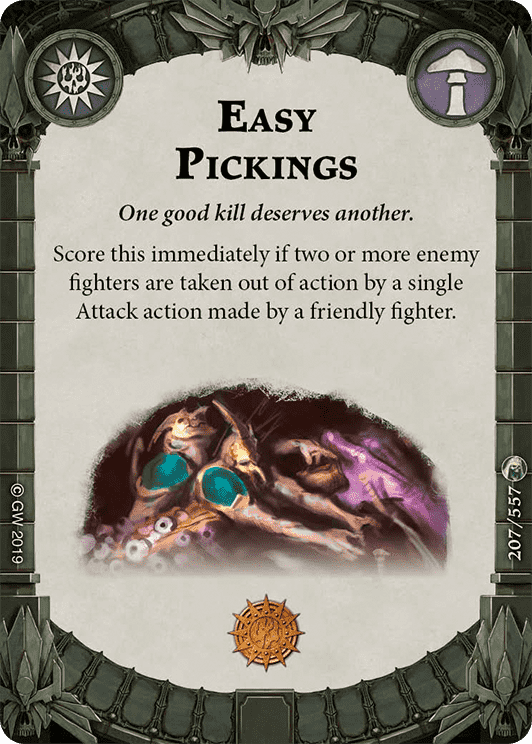 EASY
PICKINGS
One good kill deserves another.
Score this immediately if two or more enemy
fighters are taken out of action by a single
Attack action made by a friendly fighter.
© GW 2019
207/557